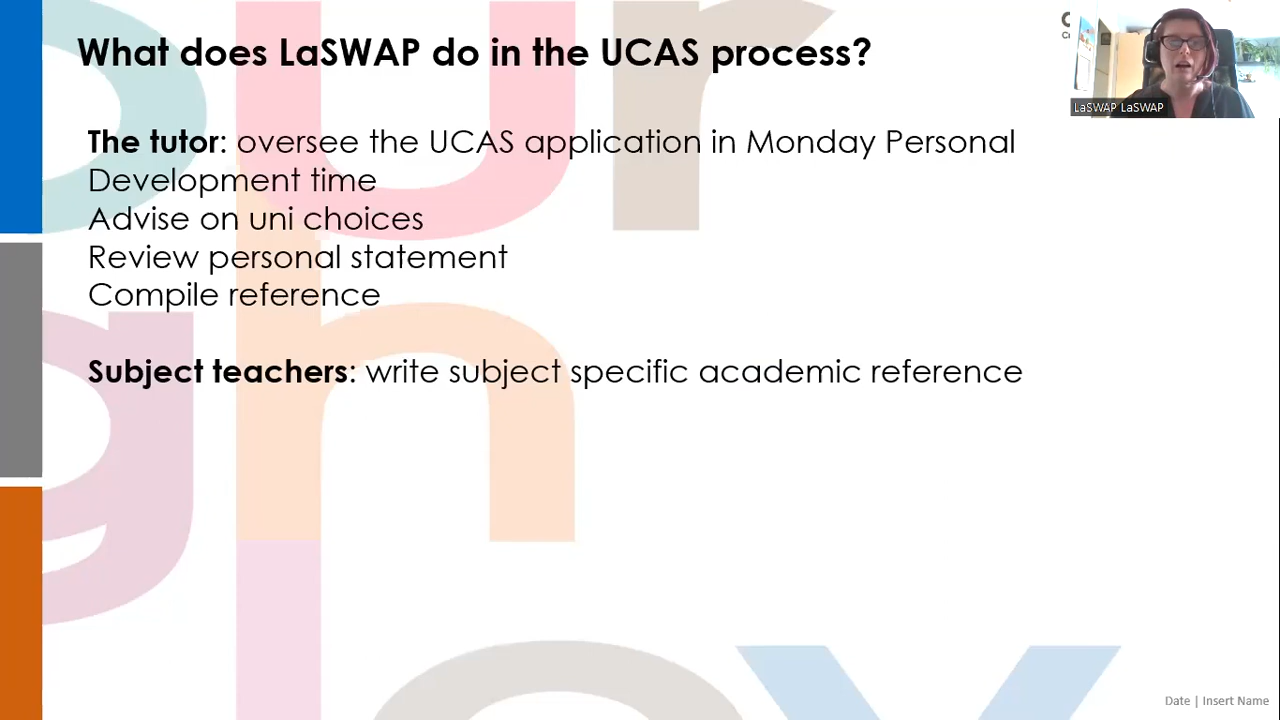 What does LaSWAP do in the UCAS process?
LaSWAP LaSWAP
The tutor: oversee the UCAS application in Monday Personal
Development time
Advise on uni choices
Review personal statement
Compile reference
Subject teachers: write subject specific academic reference
Date | Insert Name